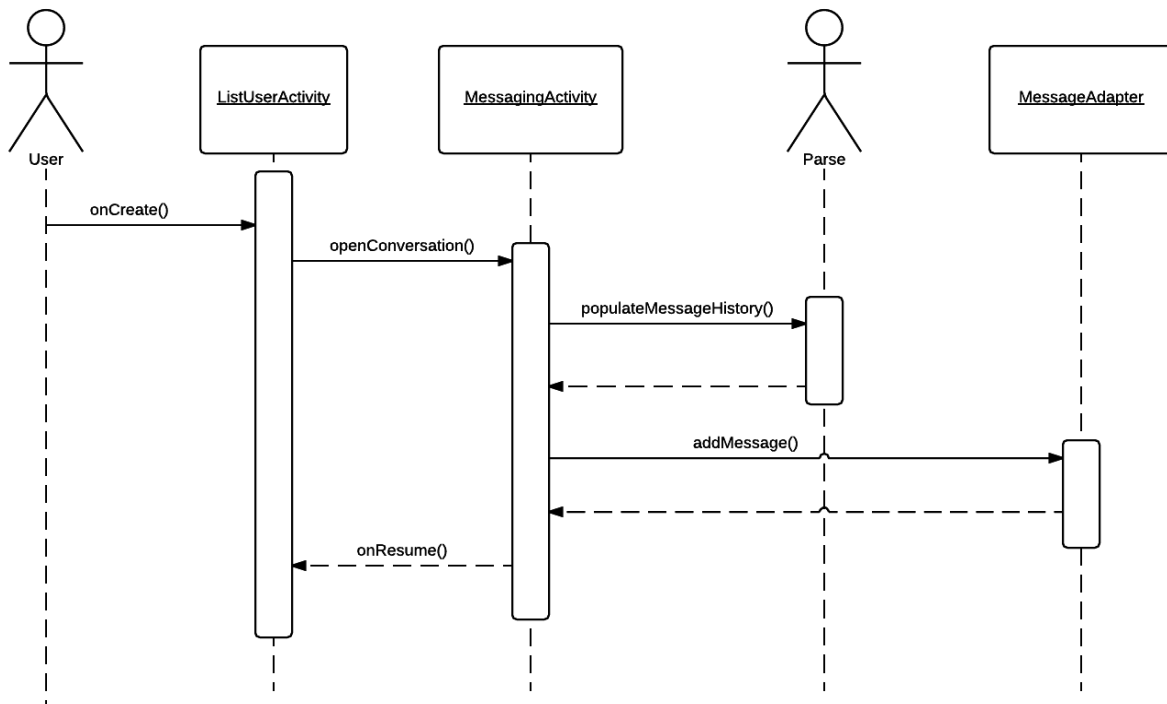 ListUserActivity
MessagingActivity
MessageAdapter
User
Parse
onCreate()
openConversation()
populateMessageHistory()
addMessage()
onResume()